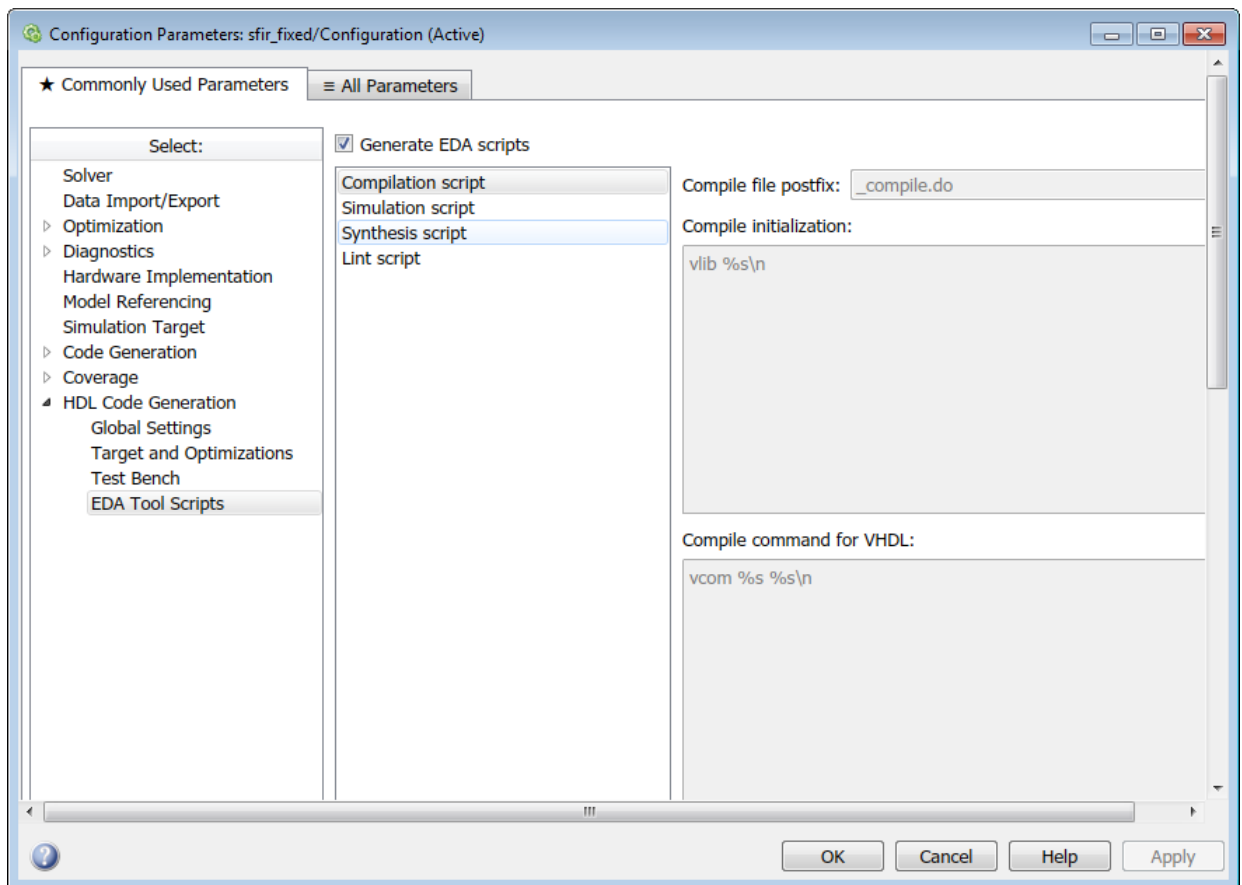 Configuration Parameters: sfir_fixed/Configuration (Active)
★ Commonly Used Parameters
≡ All Parameters
Select:
Solver
Data Import/Export
Optimization
Diagnostics
Hardware Implementation
Model Referencing
Simulation Target
Code Generation
Coverage
HDL Code Generation
Global Settings
Target and Optimizations
Test Bench
EDA Tool Scripts
Generate EDA scripts
Compilation script
Simulation script
Synthesis script
Lint script
Compile file postfix: _compile.do
Compile initialization:
vlib %s\n
Compile command for VHDL:
vcom %s %s\n
OK
Cancel
Help
Apply